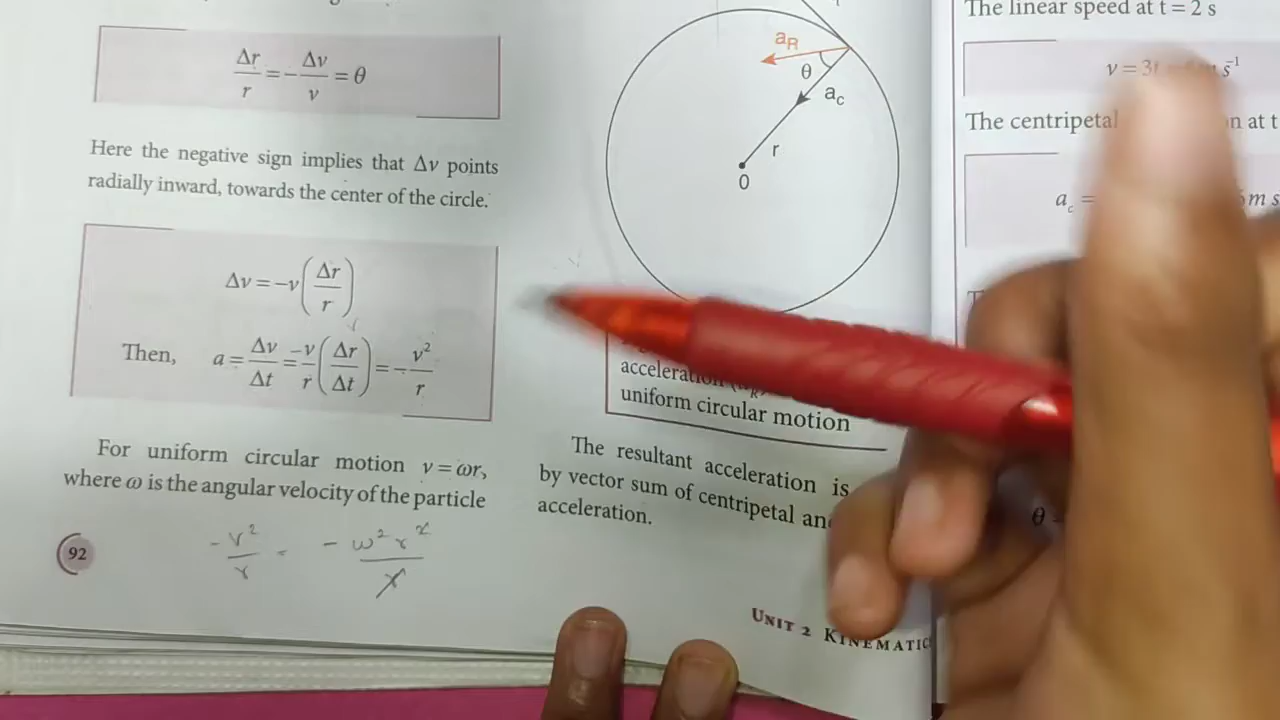 Δr/r = -Δv/v = θ
Here the negative sign implies that Δv points
radially inward, towards the center of the circle.
Δv = -v(Δr/r)
Then, a = Δv/Δt = -v/r(Δr/Δt) = -v²/r
For uniform circular motion v = ωr,
where ω is the angular velocity of the particle
-v²/r = -ω²r²/r
92
aR
θ
ac
r
0
uniform circular motion
The resultant acceleration is
by vector sum of centripetal
acceleration.
UNIT 2
The linear speed at t = 2 s
The centripetal
at t